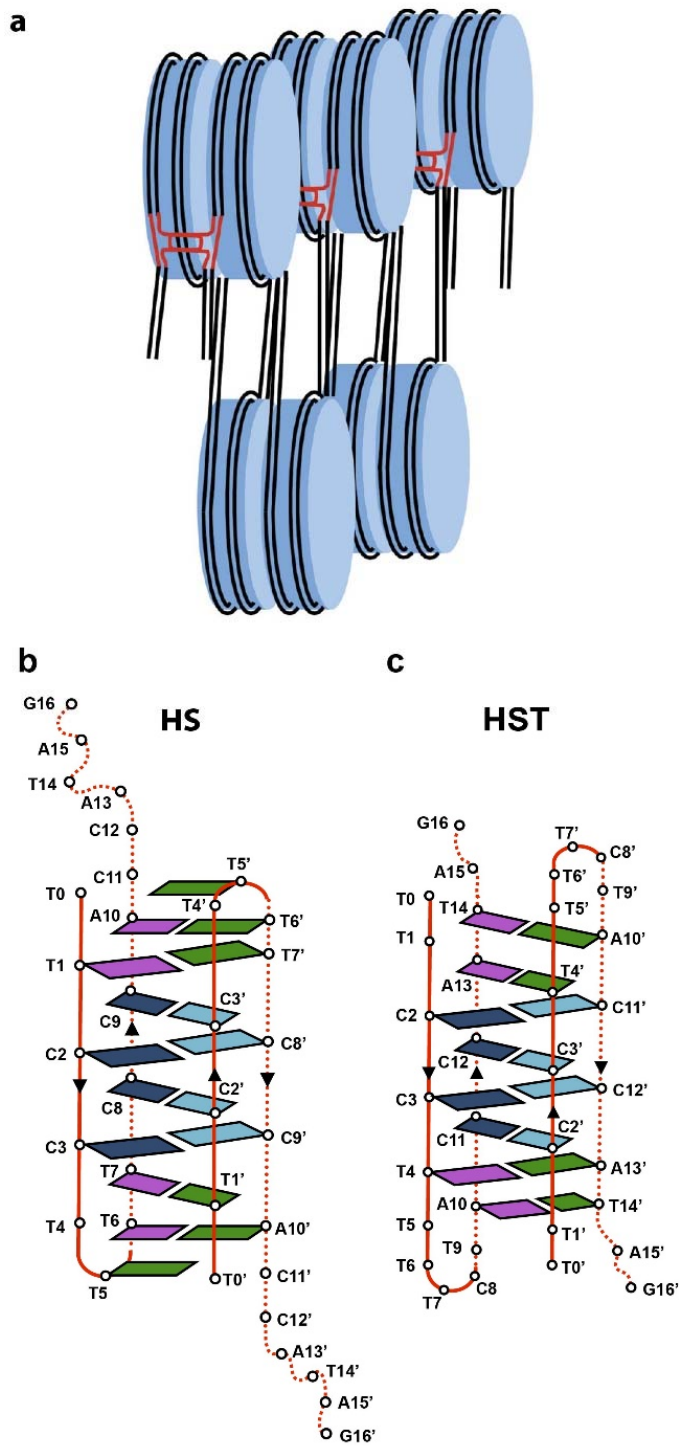 a
b
HS
G16
A15
T14
A13
C12
C11
T0
A10
T5'
T4'
T6'
T7'
T1
C9
C3'
C8'
C2
C8
C2'
C9'
C3
T7
T1'
T4
T6
A10'
T5
T0'
C11'
C12'
A13'
T14'
A15'
G16'
c
HST
G16
A15
T0
T14
T7'
C8'
T6'
T9'
T5'
T1
A10'
A13
T4'
C2
C11'
C12
C3'
C3
C12'
C11
C2'
T4
A13'
A10
T14'
T5
T9
T1'
T6
T0'
A15'
T7
C8
G16'